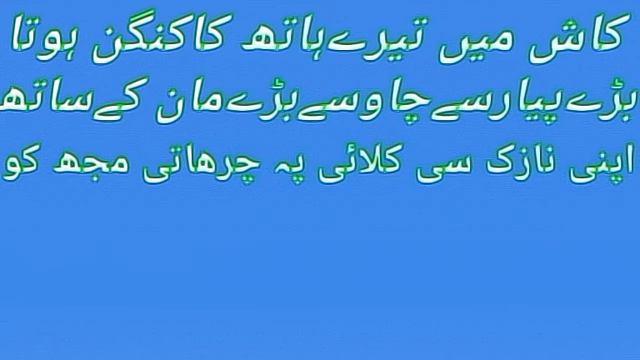 کاش میں تیرے ہاتھ کا کنگن ہوتا
بڑے پیار سے چاو سے بڑے مان کے ساتھ
اپنی نازک سی کلائی پہ چرھاتی مجھ کو